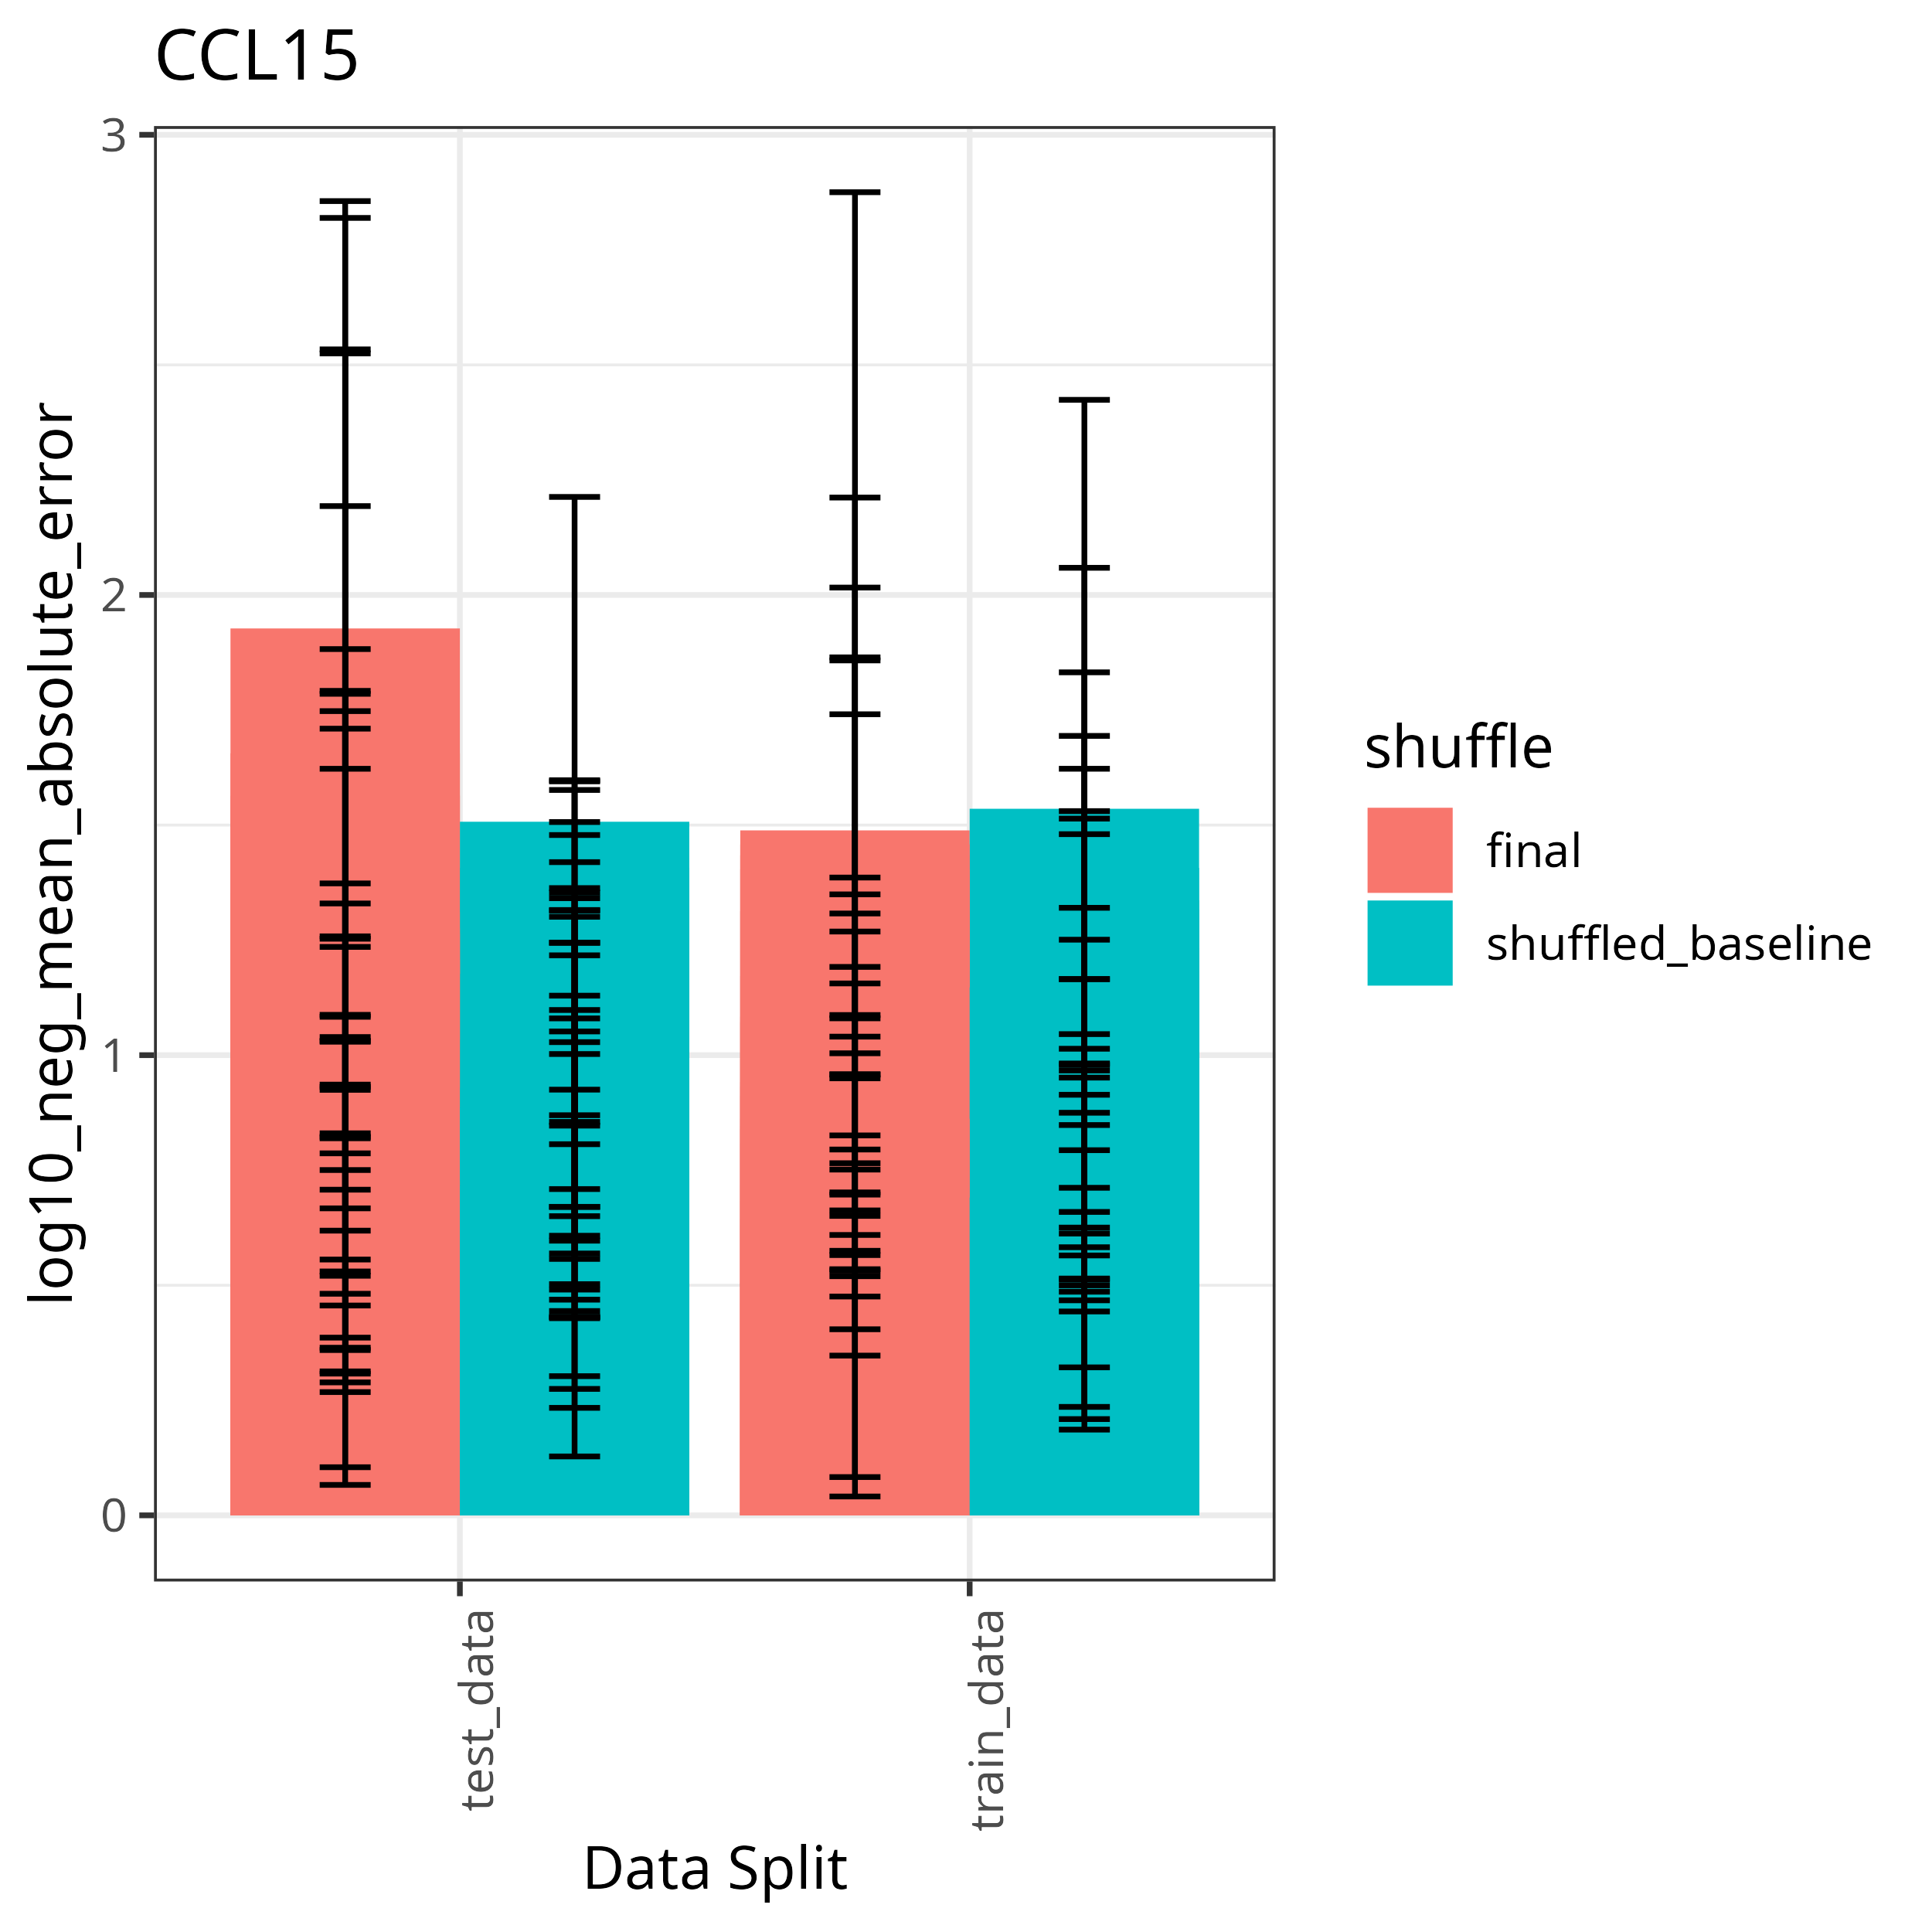 CCL15
log10_neg_mean_absolute_error
3
2
1
0
test_data
train_data
Data Split
shuffle
final
shuffled_baseline